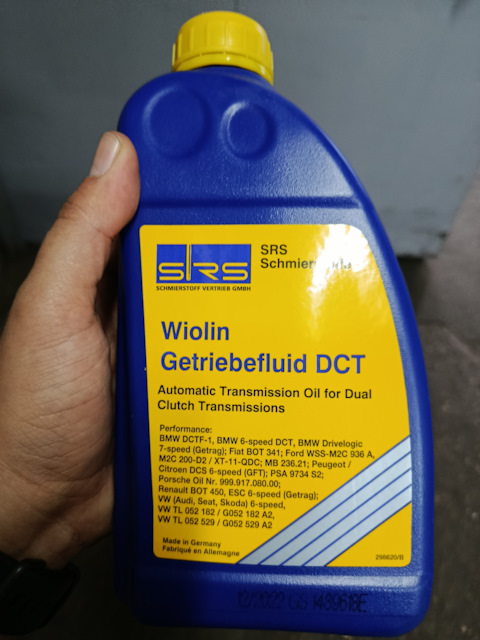 SRS
SCHMIERSTOFF VERTRIEB GMBH
SRS
Wiolin
Getriebefluid DCT
Automatic Transmission Oil for Dual
Clutch Transmissions
Performance:
BMW DCTF-1, BMW 6-speed DCT, BMW Drivelogic
7-speed (Getrag); Fiat BOT 341; Ford WSS-M2C 936 A,
M2C 200-D2 / XT-11-QDC; MB 236.21; Peugeot /
Citroen DCS 6-speed (GFT); PSA 9734 S2;
Porsche Oil Nr. 999.917.080.00;
Renault BOT 450, ESC 6-speed (Getrag);
VW (Audi, Seat, Skoda) 6-speed,
VW TL 052 182 / G052 182 A2,
VW TL 052 529 / G052 529 A2
Made in Germany
Fabriqué en Allemagne
298620/B
12/2022